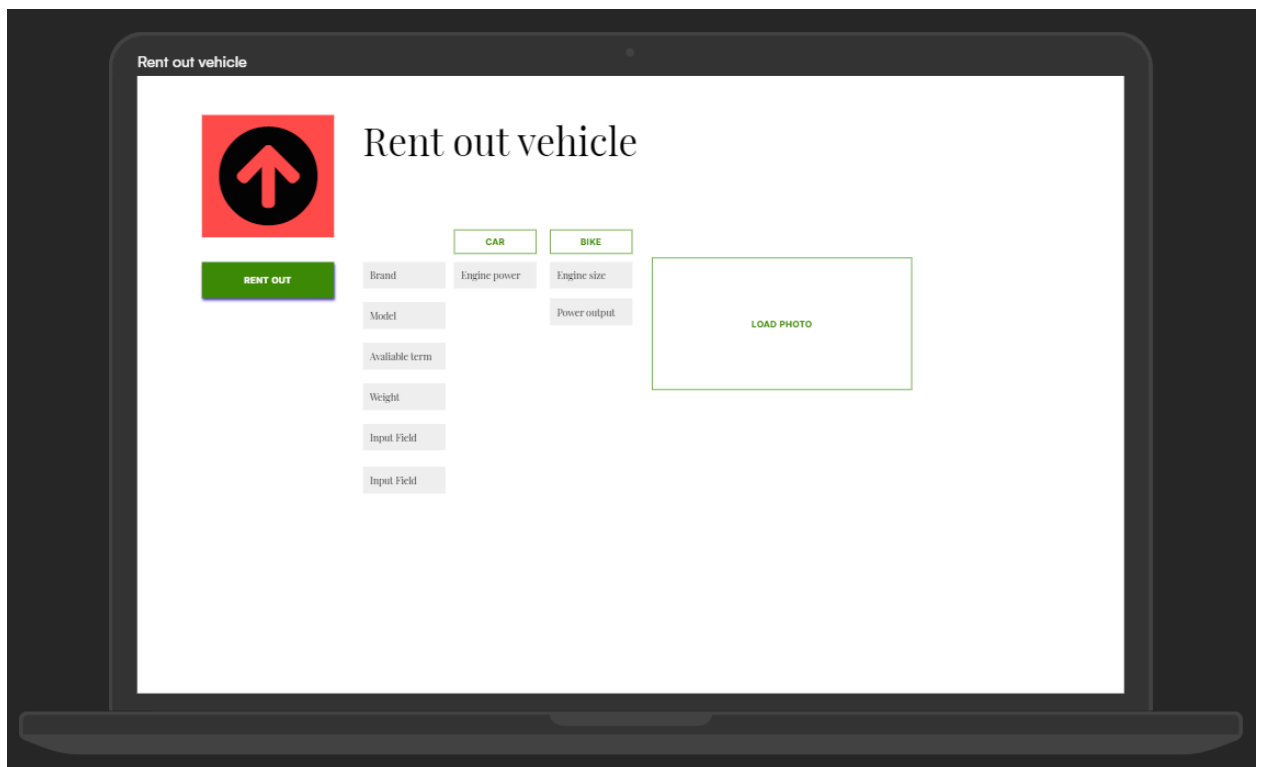 Rent out vehicle
Rent out vehicle
CAR
BIKE
RENT OUT
Brand
Engine power
Engine size
Model
Power output
LOAD PHOTO
Avaliable term
Weight
Input Field
Input Field